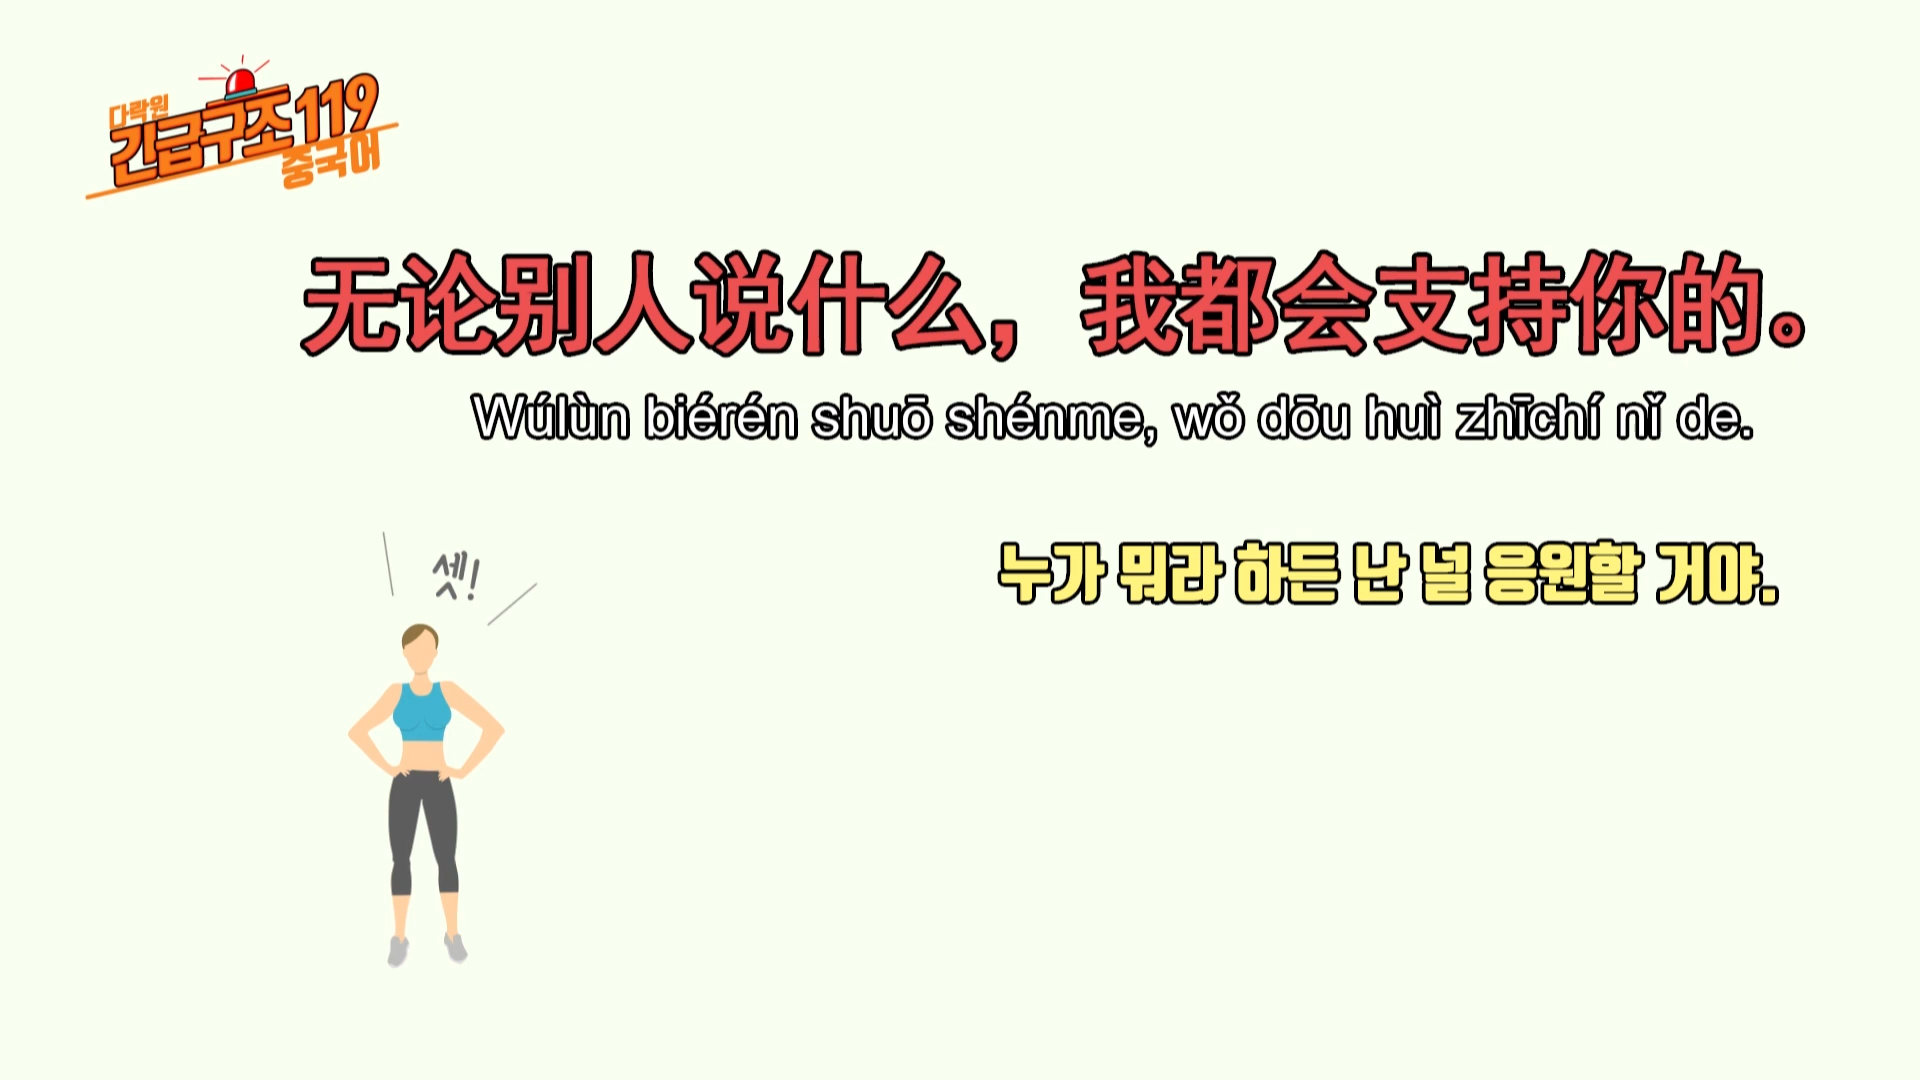 다락원
긴급구조119
중국어
无论别人说什么，我都会支持你的。
Wúlùn biérén shuō shénme, wǒ dōu huì zhīchí nǐ de.
누가 뭐라 하든 난 널 응원할 거야.
셋!